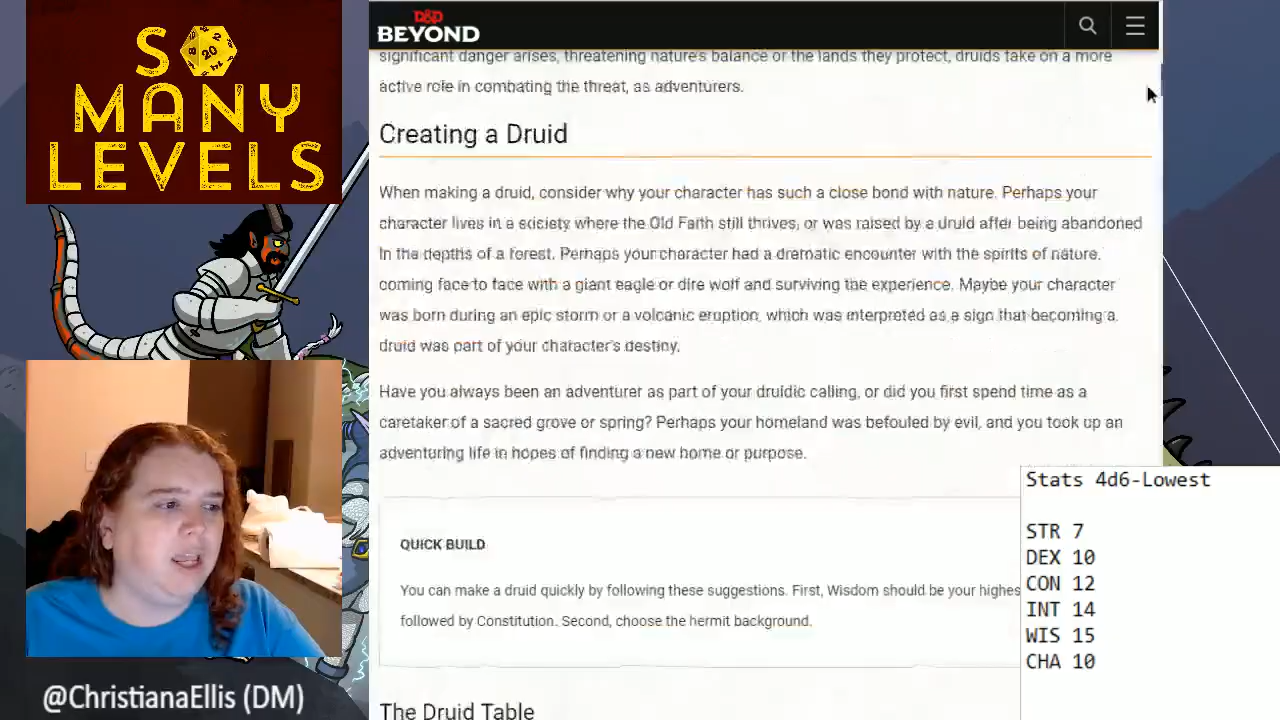 SO
20
MANY
LEVELS
D&D
BEYOND
significant danger arises, threatening nature's balance or the lands they protect, druids take on a more
active role in combating the threat, as adventurers.
Creating a Druid
When making a druid, consider why your character has such a close bond with nature. Perhaps your
character lives in a society where the Old Faith still thrives, or was raised by a druid after being abandoned
in the depths of a forest. Perhaps your character had a dramatic encounter with the spirits of nature,
coming face to face with a giant eagle or dire wolf and surviving the experience. Maybe your character
was born during an epic storm or a volcanic eruption, which was interpreted as a sign that becoming a
druid was part of your character's destiny.
Have you always been an adventurer as part of your druidic calling, or did you first spend time as a
caretaker of a sacred grove or spring? Perhaps your homeland was befouled by evil, and you took up an
adventuring life in hopes of finding a new home or purpose.
QUICK BUILD
You can make a druid quickly by following these suggestions. First, Wisdom should be your highes
followed by Constitution. Second, choose the hermit background.
The Druid Table
Stats 4d6-Lowest
STR 7
DEX 10
CON 12
INT 14
WIS 15
CHA 10
@ChristianaEllis (DM)